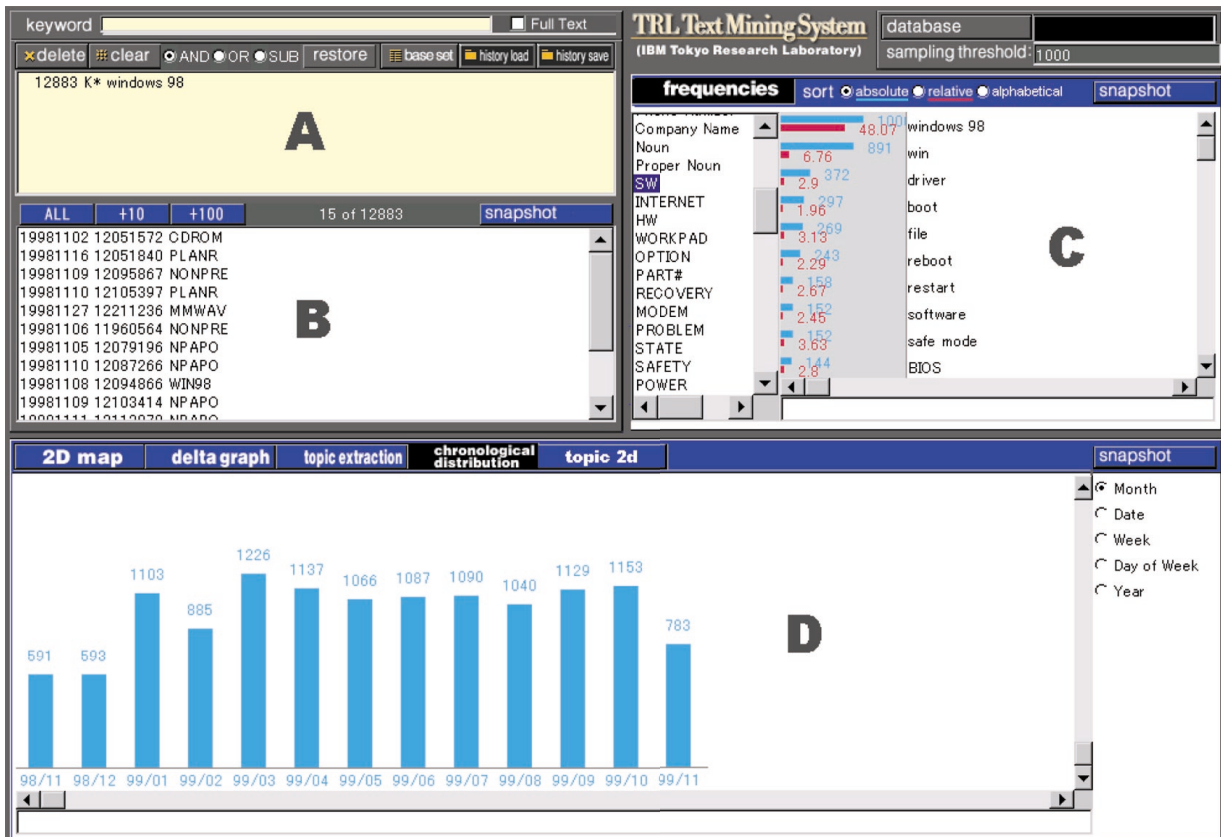 keyword
Full Text
delete clear AND OR SUB restore base set history load history save
12883 K* windows 98
A
ALL +10 +100 15 of 12883 snapshot
19981102 12051572 CDROM
19981116 12051840 PLANR
19981109 12095867 NONPRE
19981110 12105397 PLANR
19981127 12211236 MMWAV
19981106 11960564 NONPRE
19981105 12079196 NPAPO
19981110 12087266 NPAPO
19981108 12094866 WIN98
19981109 12103414 NPAPO
B
TRL Text Mining System
(IBM Tokyo Research Laboratory)
database
sampling threshold: 1000
frequencies sort absolute relative alphabetical snapshot
Company Name
Noun
Proper Noun
SW
INTERNET
HW
WORKPAD
OPTION
PART#
RECOVERY
MODEM
PROBLEM
STATE
SAFETY
POWER
48.07 windows 98
891 6.76 win
372 2.9 driver
297 1.96 boot
269 3.13 file
243 2.29 reboot
158 2.67 restart
152 2.45 software
152 3.63 safe mode
144 2.8 BIOS
C
2D map delta graph topic extraction chronological distribution topic 2d snapshot
Month
Date
Week
Day of Week
Year
591 593 1103 885 1226 1137 1066 1087 1090 1040 1129 1153 783
98/11 98/12 99/01 99/02 99/03 99/04 99/05 99/06 99/07 99/08 99/09 99/10 99/11
D